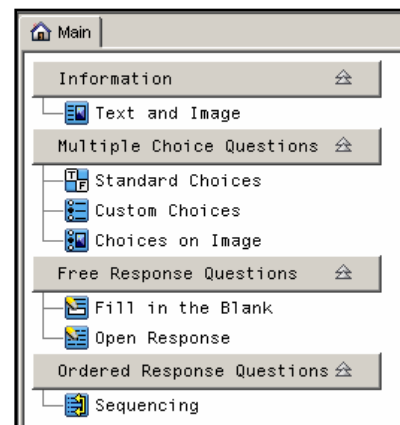 Main
Information
Text and Image
Multiple Choice Questions
Standard Choices
Custom Choices
Choices on Image
Free Response Questions
Fill in the Blank
Open Response
Ordered Response Questions
Sequencing